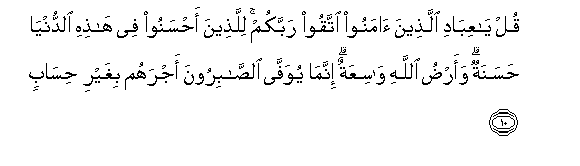 قُلْ يَـٰعِبَادِ ٱلَّذِينَ ءَامَنُوا۟ ٱتَّقُوا۟ رَبَّكُمْ ۚ لِلَّذِينَ أَحْسَنُوا۟ فِى هَـٰذِهِ ٱلدُّنْيَا
حَسَنَةٌ ۗ وَأَرْضُ ٱللَّهِ وَٰسِعَةٌ ۗ إِنَّمَا يُوَفَّى ٱلصَّـٰبِرُونَ أَجْرَهُم بِغَيْرِ حِسَابٍ
١٠